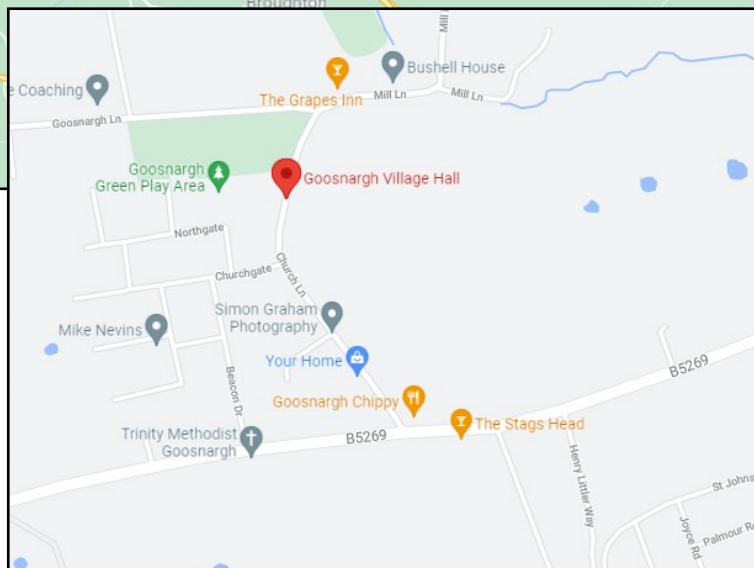 Broughton
Mill Ln
Bushell House
e Coaching
The Grapes Inn
Mill Ln
Mill Ln
Goosnargh Ln
Goosnargh
Green Play Area
Goosnargh Village Hall
Northgate
Churchgate
Church Ln
Simon Graham
Photography
Mike Nevins
Your Home
B5269
Beacon Dr
Goosnargh Chippy
The Stags Head
Trinity Methodist
Goosnargh
B5269
Henry Littler Way
St Johns
Joyce Rd
Palmour R